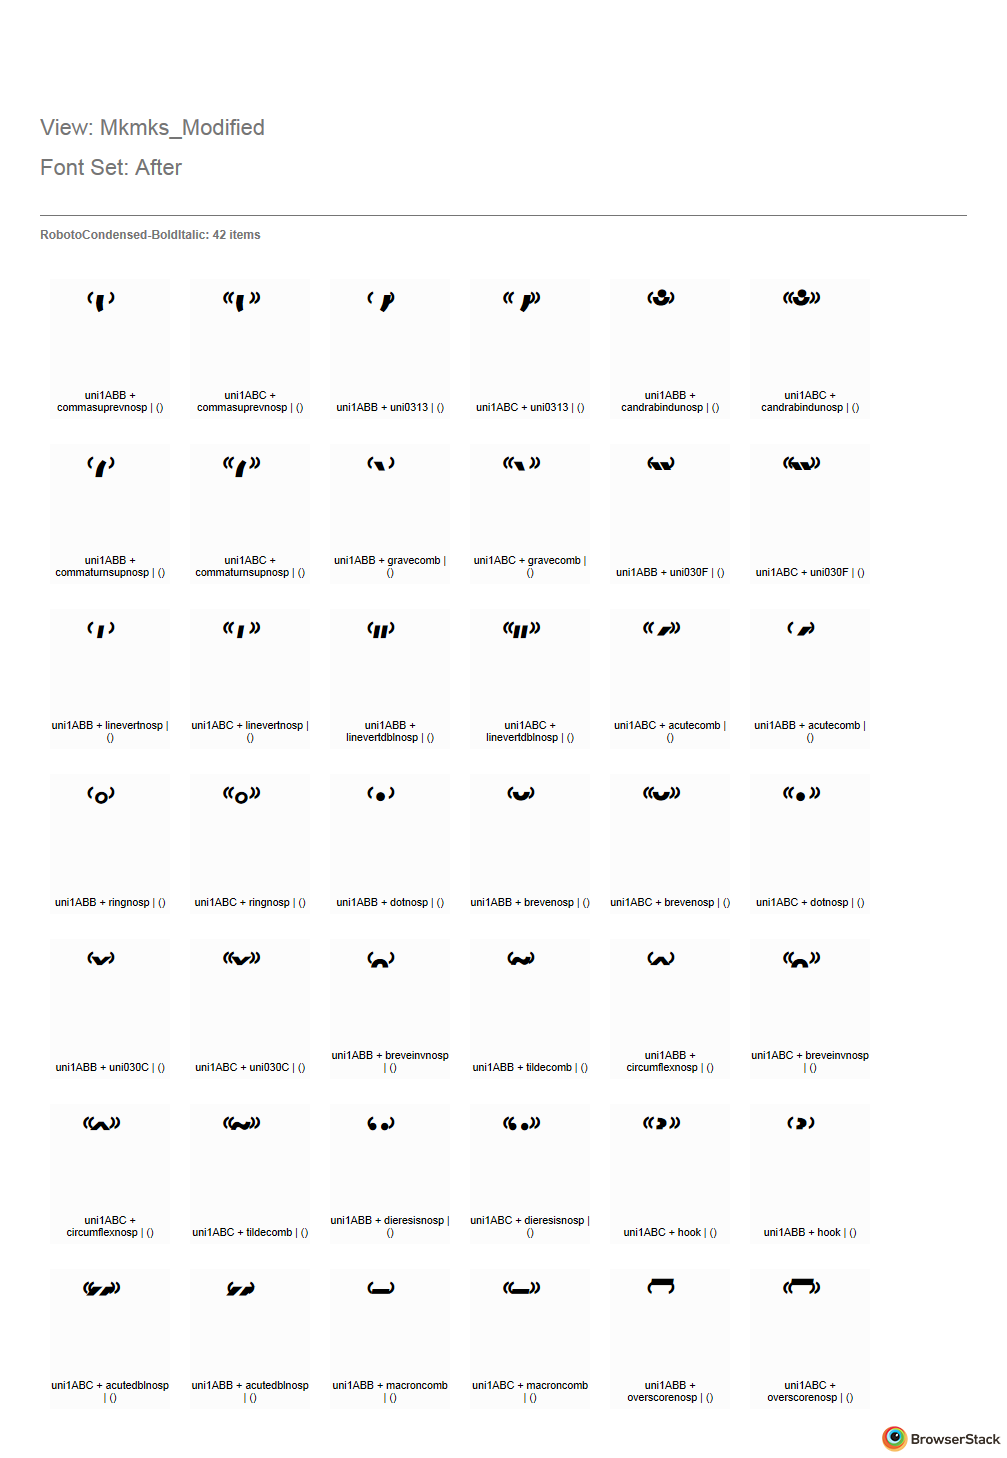 View: Mkmks_Modified
Font Set: After
RobotoCondensed-BoldItalic: 42 items
uni1ABB +
commasuprevnosp | ()
uni1ABC +
commasuprevnosp | ()
uni1ABB + uni0313 | ()
uni1ABC + uni0313 | ()
uni1ABB +
candrabindunosp | ()
uni1ABC +
candrabindunosp | ()
uni1ABB +
commaturnsupnosp | ()
uni1ABC +
commaturnsupnosp | ()
uni1ABB + gravecomb |
()
uni1ABC + gravecomb |
()
uni1ABB + uni030F | ()
uni1ABC + uni030F | ()
uni1ABB + linevertnosp |
()
uni1ABC + linevertnosp |
()
uni1ABB +
linevertdblnosp | ()
uni1ABC +
linevertdblnosp | ()
uni1ABC + acutecomb |
()
uni1ABB + acutecomb |
()
uni1ABB + ringnosp | ()
uni1ABC + ringnosp | ()
uni1ABB + dotnosp | ()
uni1ABB + brevenosp | ()
uni1ABC + brevenosp | ()
uni1ABC + dotnosp | ()
uni1ABB + uni030C | ()
uni1ABC + uni030C | ()
uni1ABB + breveinvnosp
| ()
uni1ABB + tildecomb | ()
uni1ABB +
circumflexnosp | ()
uni1ABC + breveinvnosp
| ()
uni1ABC +
circumflexnosp | ()
uni1ABC + tildecomb | ()
uni1ABB + dieresisnosp |
()
uni1ABC + dieresisnosp |
()
uni1ABC + hook | ()
uni1ABB + hook | ()
uni1ABC + acutedblnosp
| ()
uni1ABB + acutedblnosp
| ()
uni1ABB + macroncomb
| ()
uni1ABC + macroncomb
| ()
uni1ABB +
overscorenosp | ()
uni1ABC +
overscorenosp | ()
BrowserStack